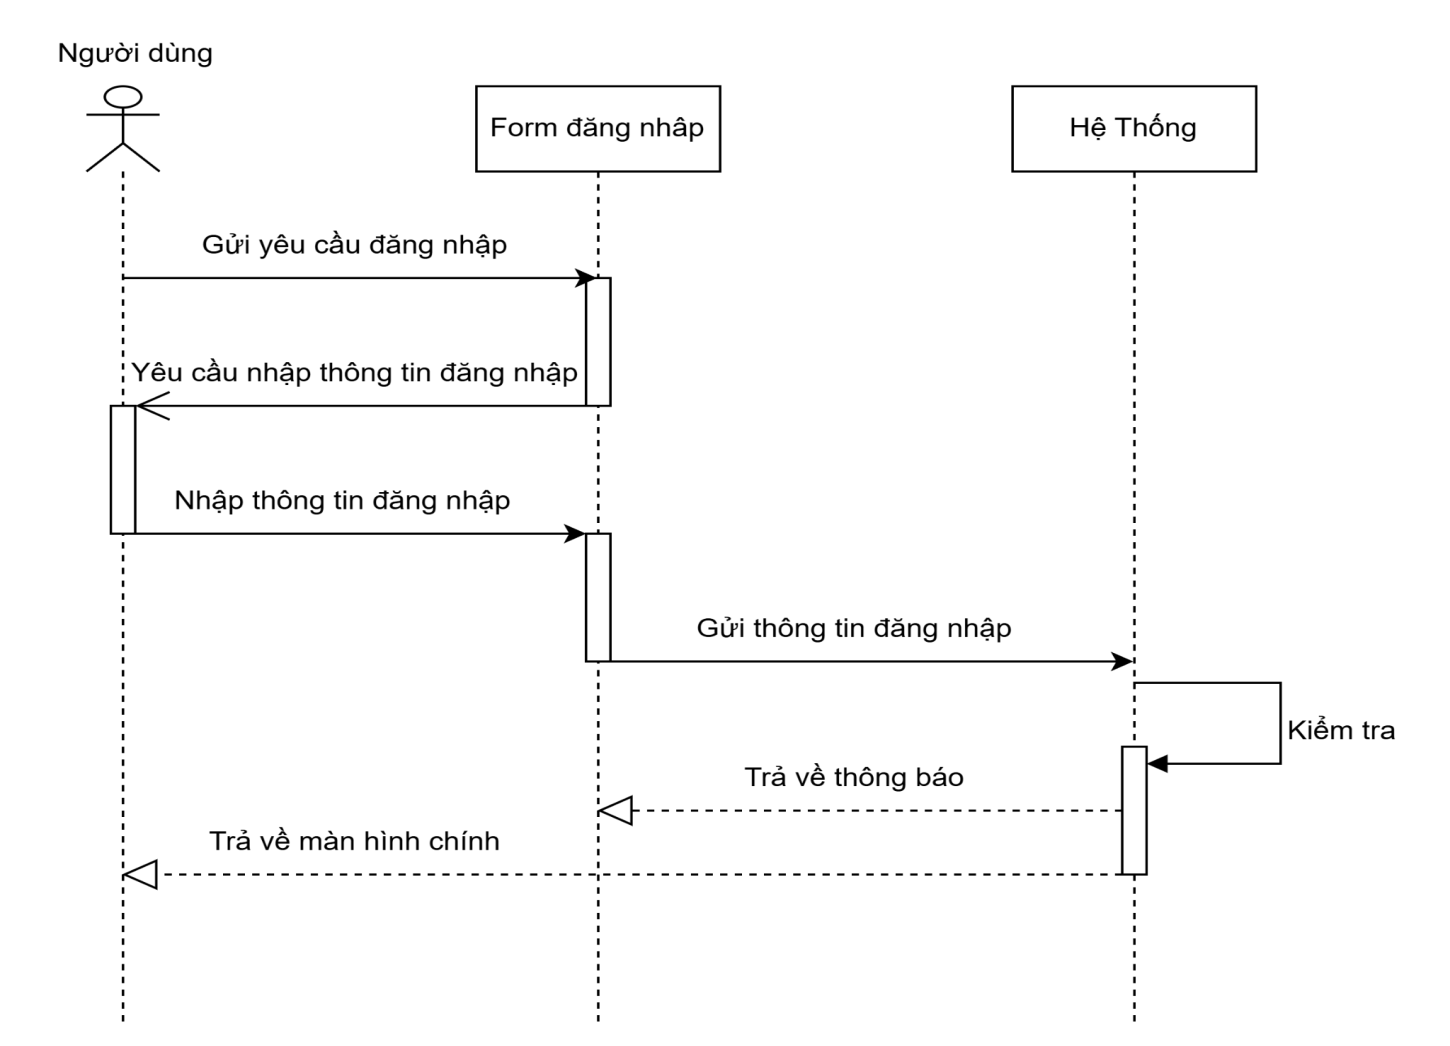 Người dùng
Form đăng nhâp
Hệ Thống
Gửi yêu cầu đăng nhập
Yêu cầu nhập thông tin đăng nhập
Nhập thông tin đăng nhập
Gửi thông tin đăng nhập
Kiểm tra
Trả về thông báo
Trả về màn hình chính